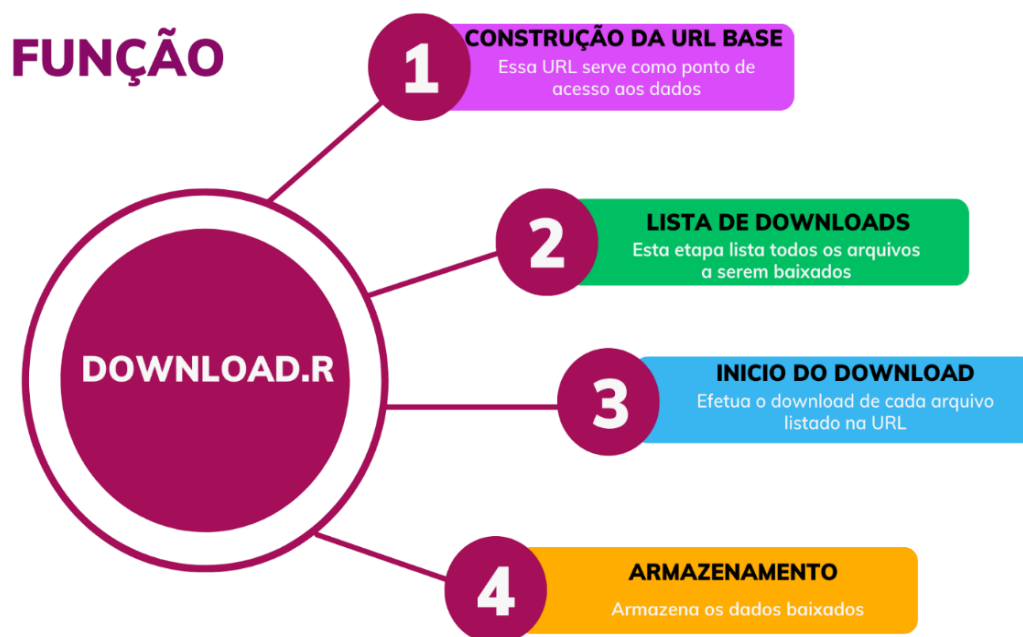 FUNÇÃO
1
CONSTRUÇÃO DA URL BASE
Essa URL serve como ponto de
acesso aos dados
2
LISTA DE DOWNLOADS
Esta etapa lista todos os arquivos
a serem baixados
DOWNLOAD.R
3
INICIO DO DOWNLOAD
Efetua o download de cada arquivo
listado na URL
4
ARMAZENAMENTO
Armazena os dados baixados